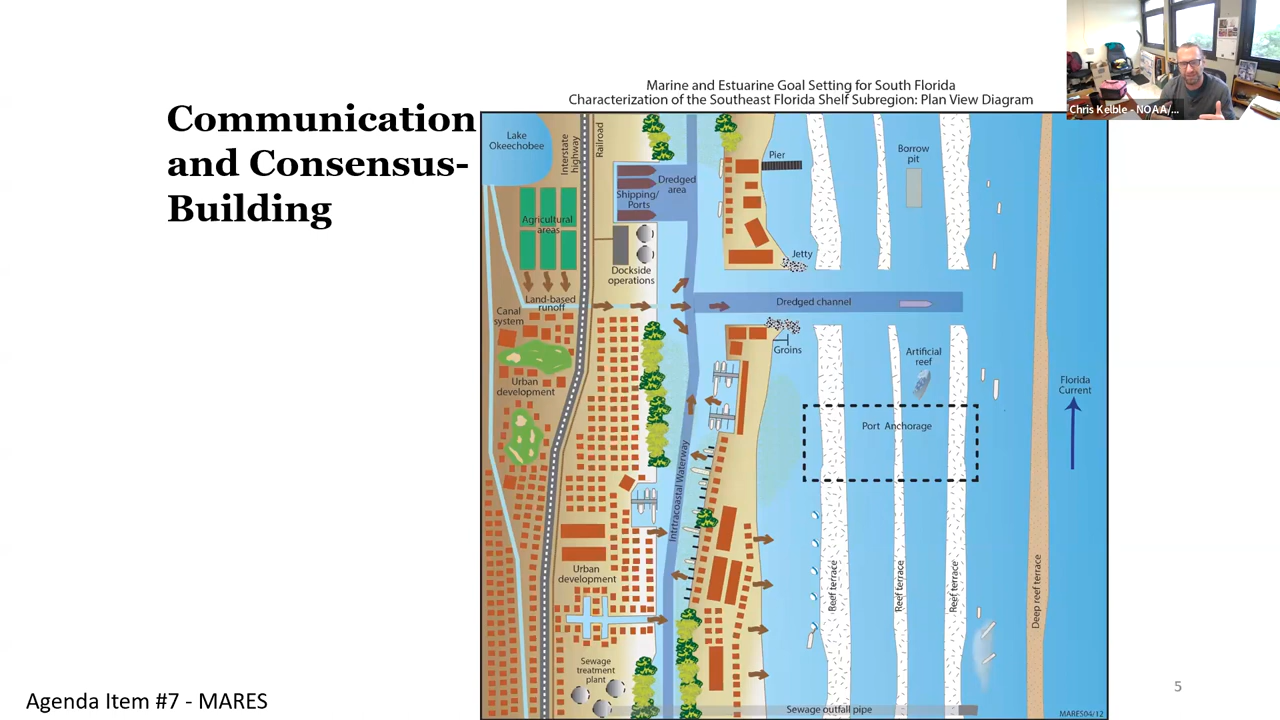 Communication
and Consensus-
Building
Marine and Estuarine Goal Setting for South Florida
Characterization of the Southeast Florida Shelf Subregion: Plan View Diagram
Chris Kelble - NOAA/...
Lake
Okeechobee
Interstate
highway
Railroad
Dredged
area
Shipping/
Ports
Agricultural
areas
Dockside
operations
Land-based
runoff
Canal
system
Urban
development
Pier
Borrow
pit
Jetty
Dredged channel
Groins
Artificial
reef
Port Anchorage
Florida
Current
Intrtracoastal Waterway
Urban
development
Reef terrace
Reef terrace
Reef terrace
Deep reef terrace
Sewage
treatment
plant
Sewage outfall pipe
MARES04/12
5
Agenda Item #7 - MARES